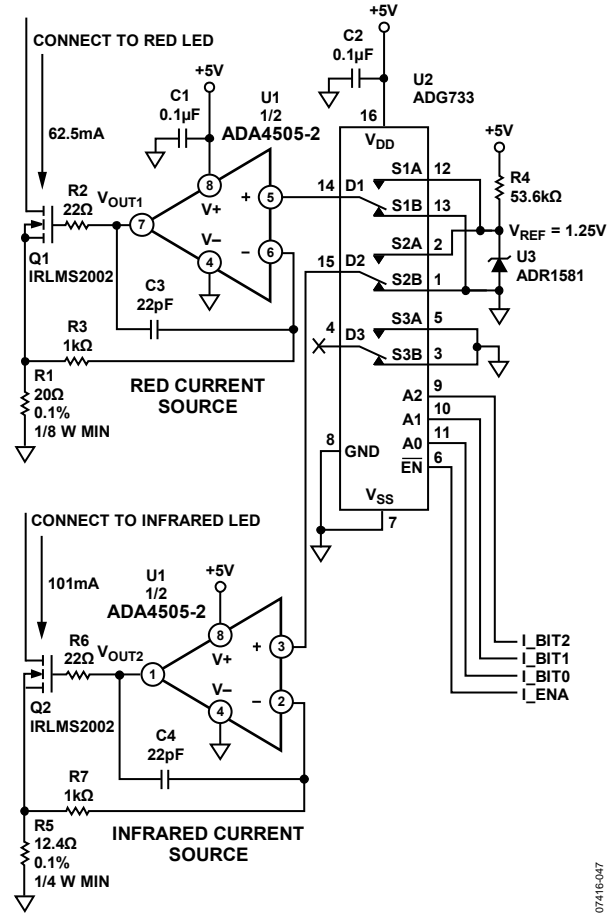 CONNECT TO RED LED
62.5mA
C1
0.1µF
+5V
U1
1/2
ADA4505-2
R2
22Ω
VOUT1
7
8
V+
V–
4
+
5
–
6
Q1
IRLMS2002
C3
22pF
R3
1kΩ
R1
20Ω
0.1%
1/8 W MIN
RED CURRENT
SOURCE
C2
0.1µF
+5V
U2
ADG733
16
VDD
14
D1
S1A
12
S1B
13
15
D2
S2A
2
S2B
1
4
D3
S3A
5
S3B
3
A2
9
A1
10
A0
11
EN
6
8
GND
VSS
7
+5V
R4
53.6kΩ
VREF = 1.25V
U3
ADR1581
I_BIT2
I_BIT1
I_BIT0
I_ENA
CONNECT TO INFRARED LED
101mA
U1
1/2
ADA4505-2
+5V
R6
22Ω
VOUT2
1
8
V+
V–
4
+
3
–
2
Q2
IRLMS2002
C4
22pF
R7
1kΩ
R5
12.4Ω
0.1%
1/4 W MIN
INFRARED CURRENT
SOURCE
07416-047